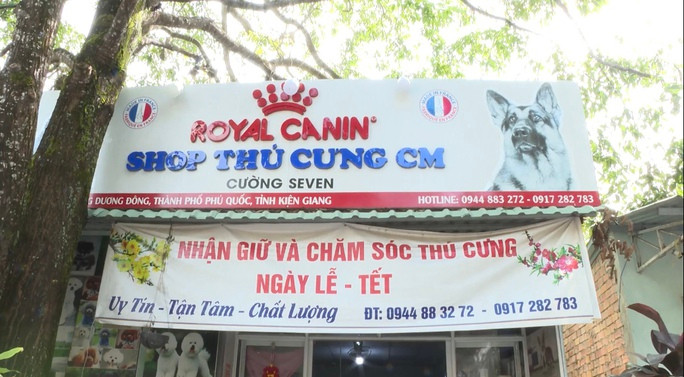 ROYAL CANIN
SHOP THÚ CƯNG CM
CƯỜNG SEVEN
DƯƠNG ĐÔNG, THÀNH PHỐ PHÚ QUỐC, TỈNH KIÊN GIANG
HOTLINE: 0944 883 272 - 0917 282 783
NHẬN GIỮ VÀ CHĂM SÓC THÚ CƯNG
NGÀY LỄ - TẾT
Uy Tín - Tận Tâm - Chất Lượng
ĐT: 0944 88 32 72 - 0917 282 783